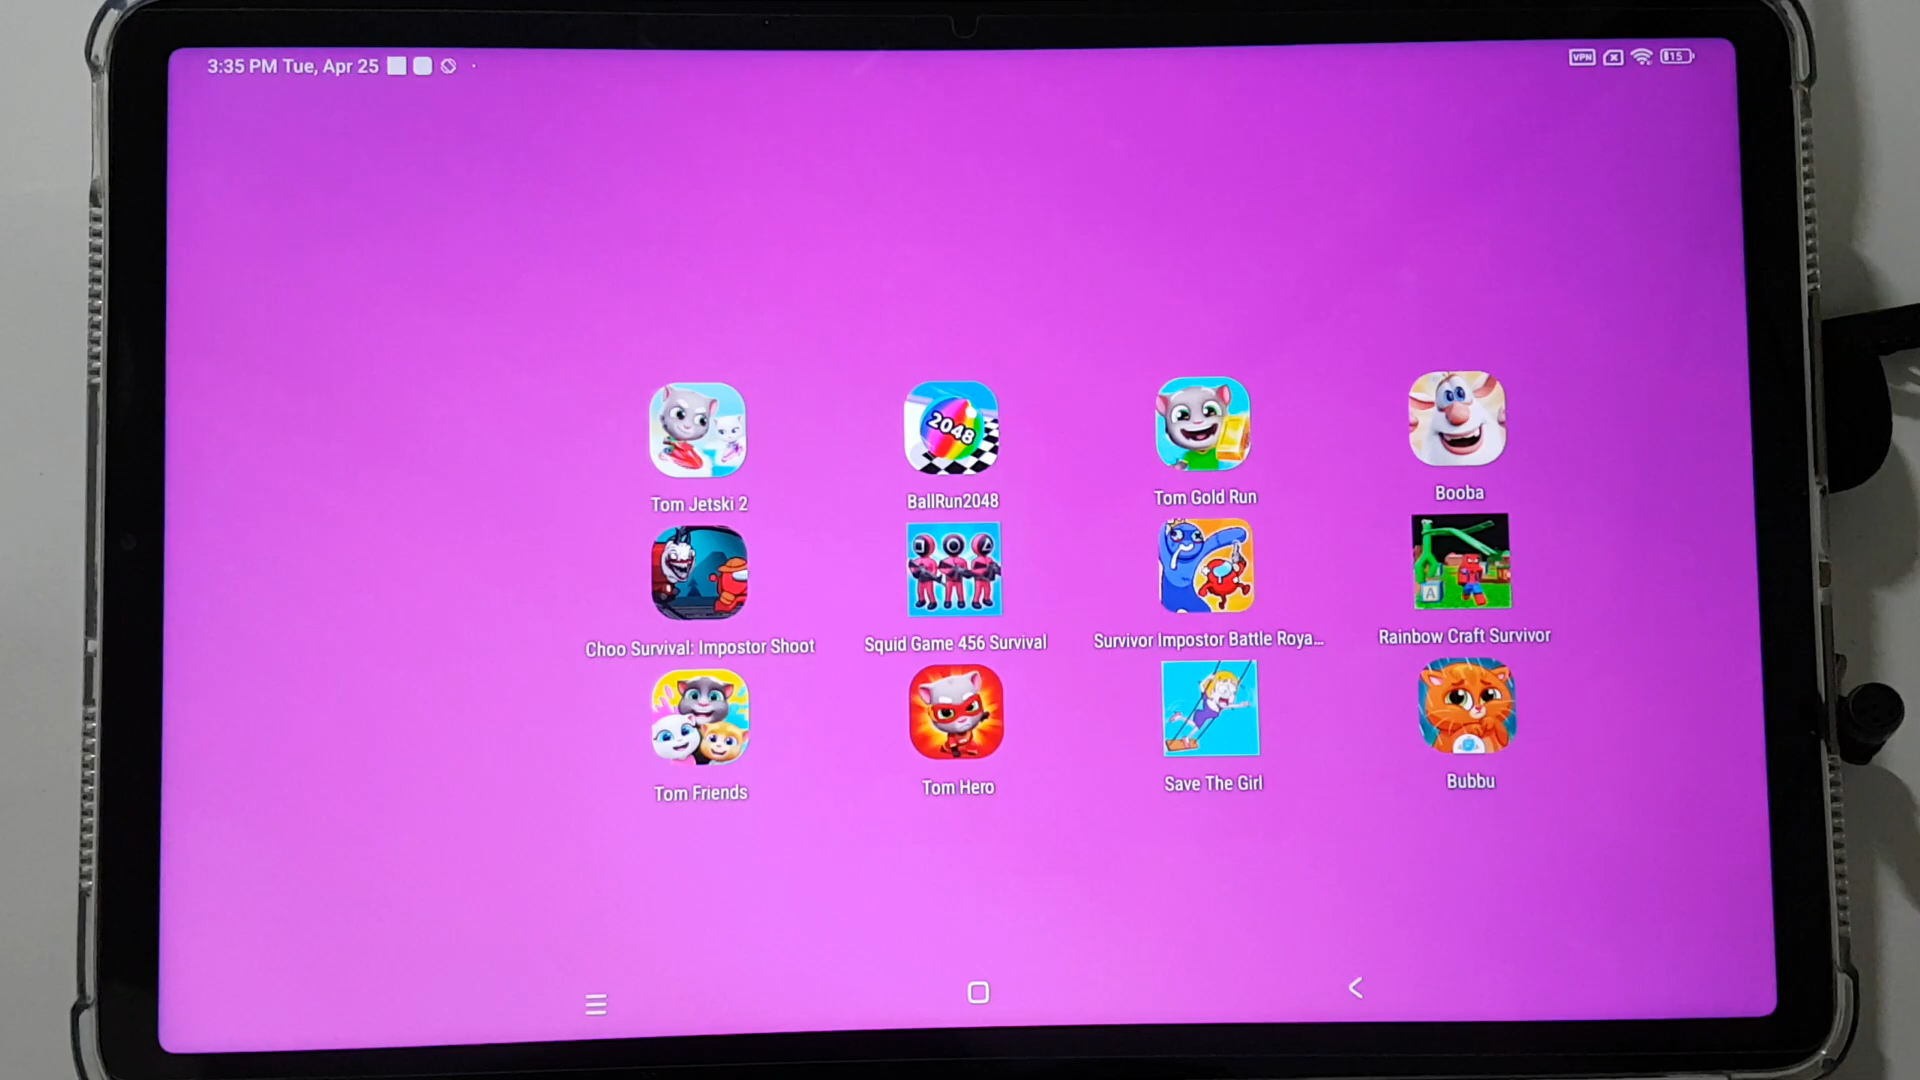 3:35 PM Tue, Apr 25
VPN
15
2048
Tom Jetski 2
BallRun2048
Tom Gold Run
Booba
A
Choo Survival: Impostor Shoot
Squid Game 456 Survival
Survivor Impostor Battle Roya...
Rainbow Craft Survivor
Tom Friends
Tom Hero
Save The Girl
Bubbu